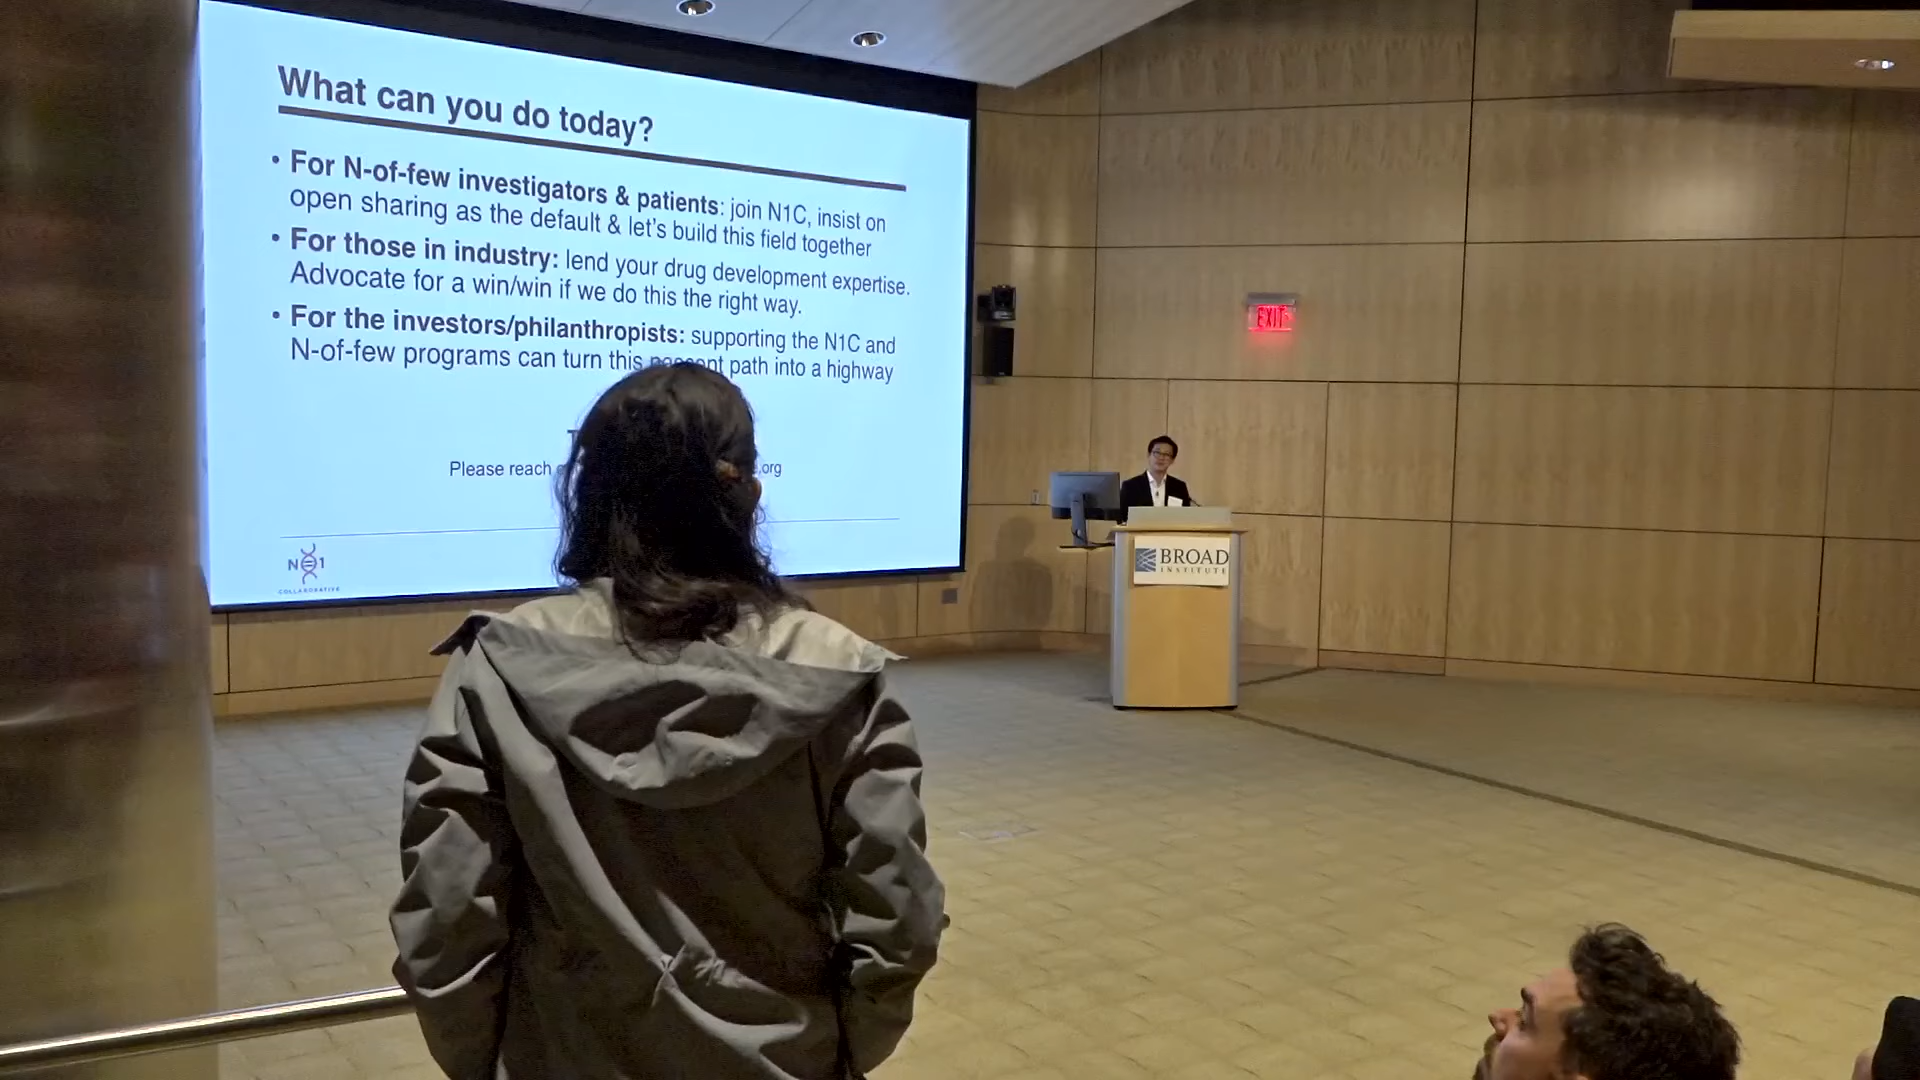 What can you do today?
• For N-of-few investigators & patients: join N1C, insist on
open sharing as the default & let's build this field together
• For those in industry: lend your drug development expertise.
Advocate for a win/win if we do this the right way.
• For the investors/philanthropists: supporting the N1C and
N-of-few programs can turn this path into a highway
Please reach
.org
N 1
COLLABORATIVE
EXIT
BROAD
INSTITUTE